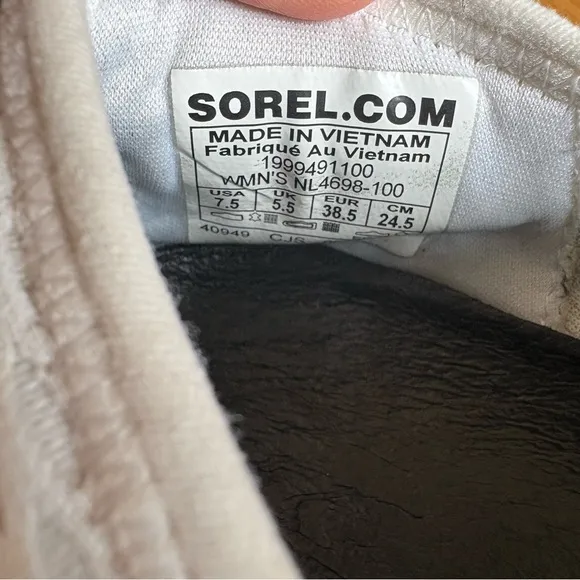 SOREL.COM
MADE IN VIETNAM
Fabriqué Au Vietnam
1999491100
WMN'S NL4698-100
USA UK EUR CM
7.5 5.5 38.5 24.5
40949 CJS